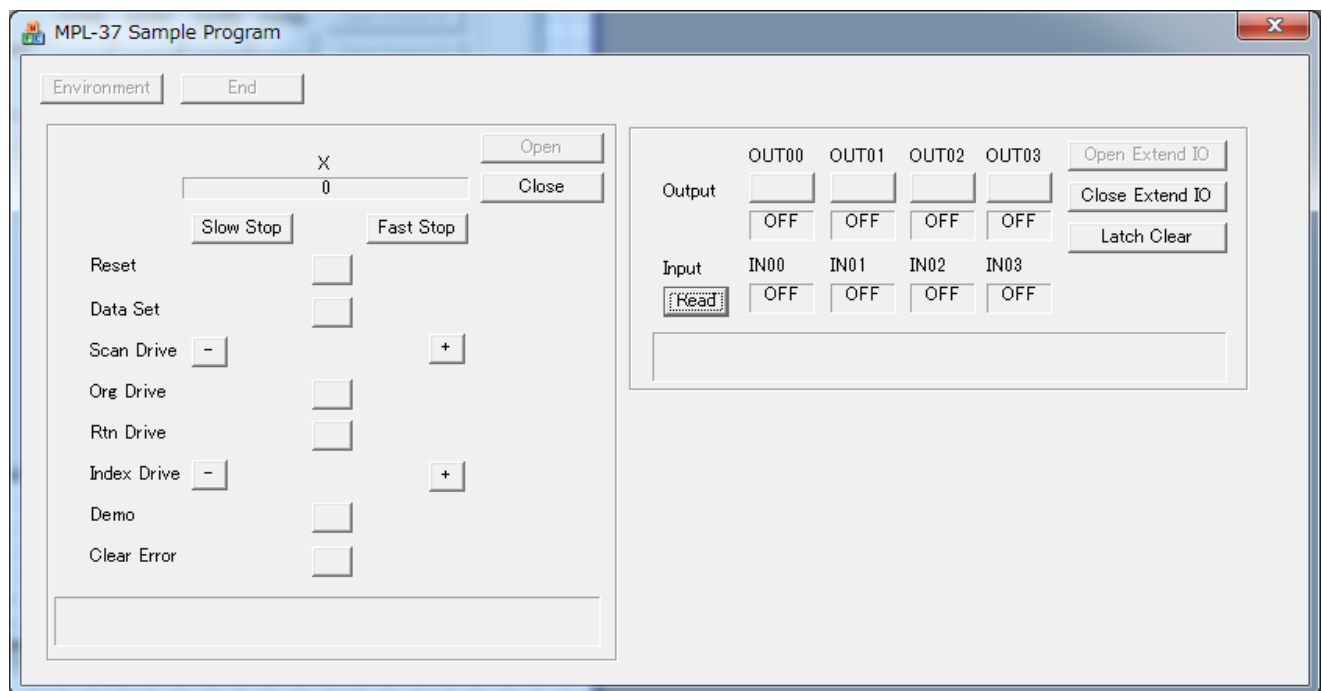 MPL-37 Sample Program
Environment End
Open
X
0
Close
Slow Stop Fast Stop
Reset
Data Set
Scan Drive - +
Org Drive
Rtn Drive
Index Drive - +
Demo
Clear Error
OUT00 OUT01 OUT02 OUT03 Open Extend IO
Output Close Extend IO
OFF OFF OFF OFF Latch Clear
Input IN00 IN01 IN02 IN03
Read OFF OFF OFF OFF